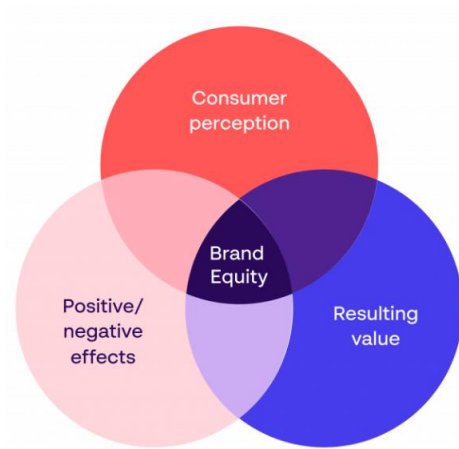 Consumer
perception
Brand
Equity
Positive/
negative
effects
Resulting
value